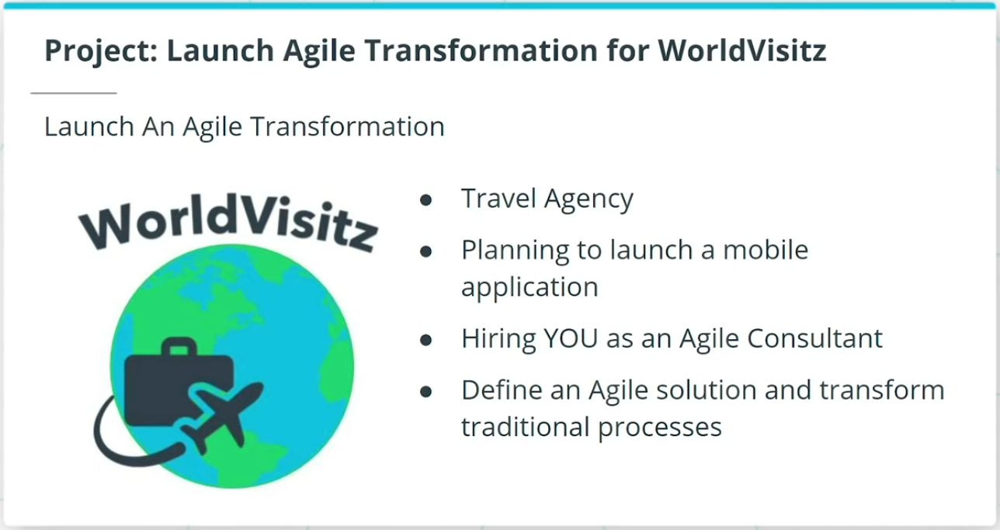 Project: Launch Agile Transformation for WorldVisitz
Launch An Agile Transformation
WorldVisitz
● Travel Agency
● Planning to launch a mobile
application
● Hiring YOU as an Agile Consultant
● Define an Agile solution and transform
traditional processes